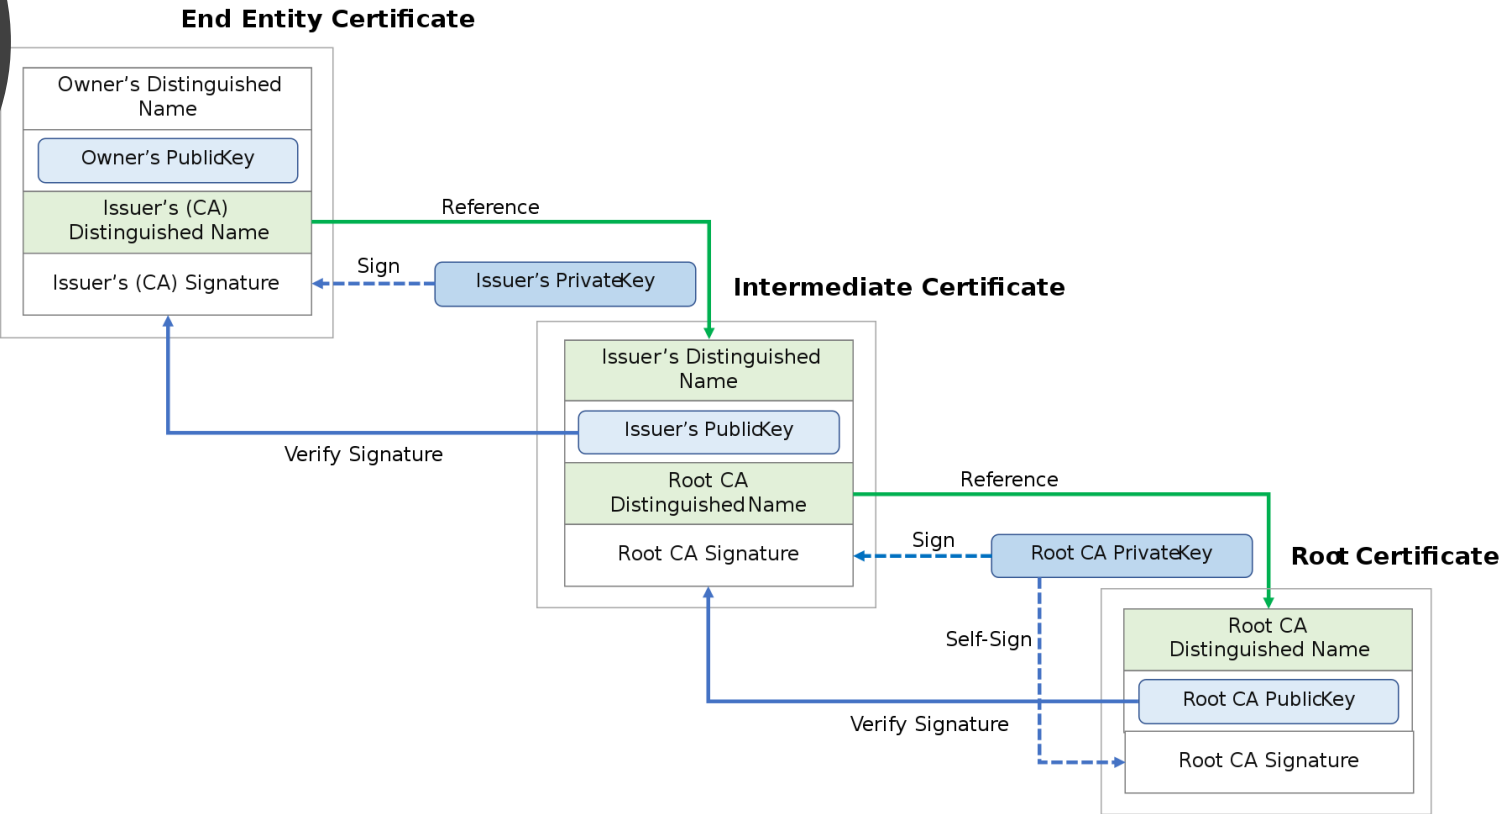 End Entity Certificate
Owner’s Distinguished
Name
Owner’s PublicKey
Issuer’s (CA)
Distinguished Name
Issuer’s (CA) Signature
Reference
Sign
Issuer’s PrivateKey
Verify Signature
Intermediate Certificate
Issuer’s Distinguished
Name
Issuer’s PublicKey
Root CA
DistinguishedName
Root CA Signature
Reference
Sign
Root CA PrivateKey
Self-Sign
Verify Signature
Root Certificate
Root CA
Distinguished Name
Root CA PublicKey
Root CA Signature